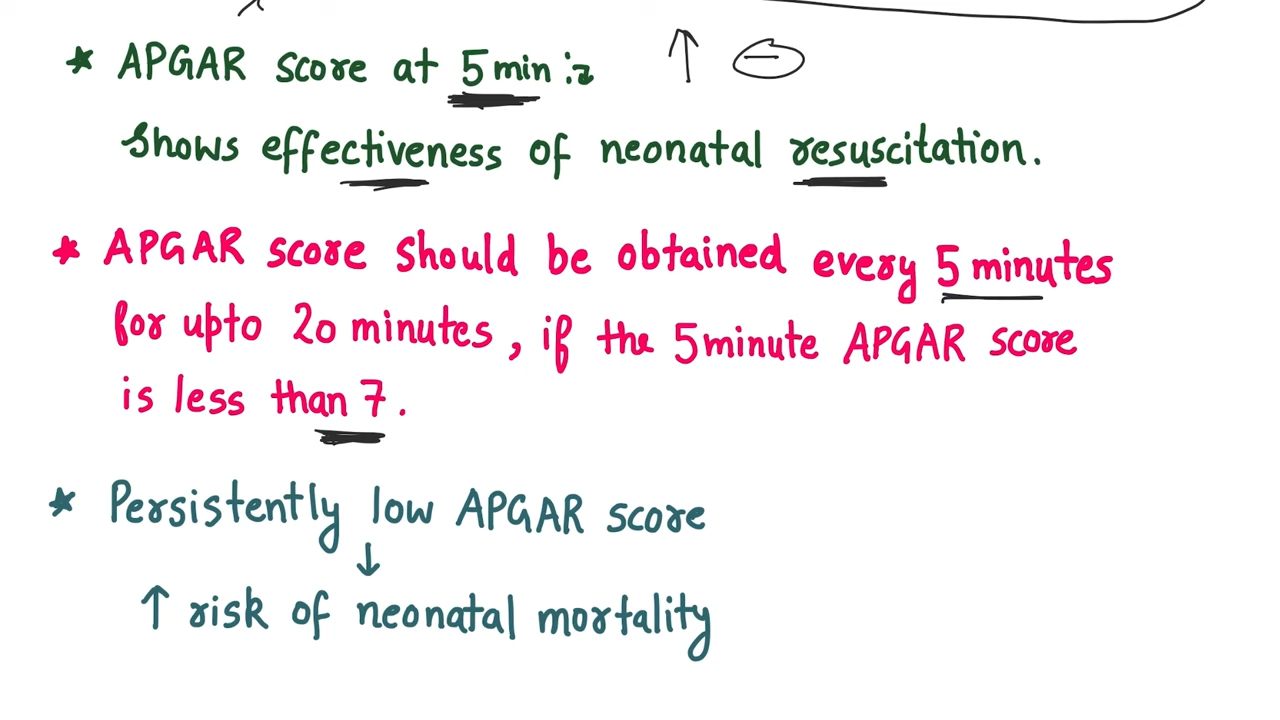 * APGAR score at 5 min :- ↑ ⊖
shows effectiveness of neonatal resuscitation.
* APGAR score should be obtained every 5 minutes
for upto 20 minutes, if the 5 minute APGAR score
is less than 7.
* Persistently low APGAR score
↓
↑ risk of neonatal mortality